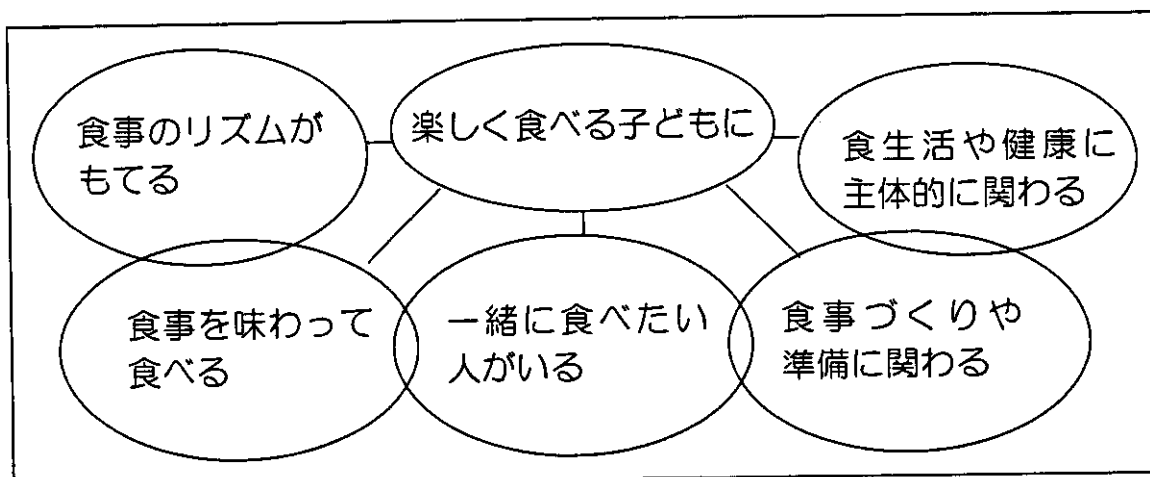 楽しく食べる子どもに
食事のリズムが
もてる
食生活や健康に
主体的に関わる
食事を味わって
食べる
一緒に食べたい
人がいる
食事づくりや
準備に関わる